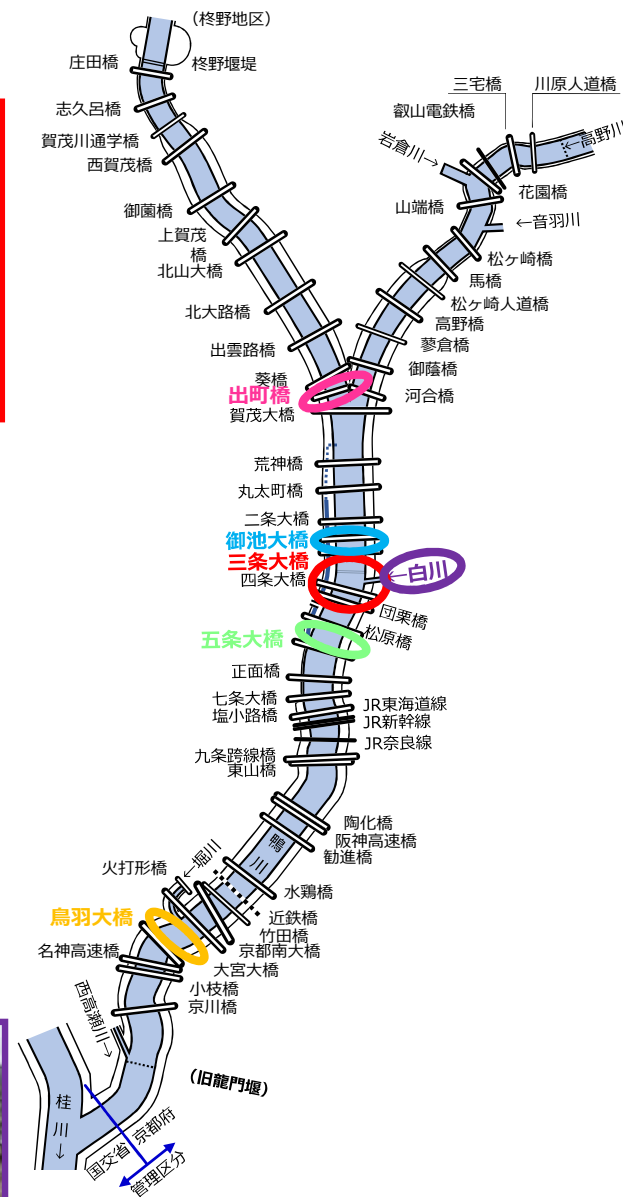 (柊野地区)
庄田橋
柊野堰堤
志久呂橋
賀茂川通学橋
西賀茂橋
御薗橋
上賀茂
橋
北山大橋
北大路橋
出雲路橋
葵橋
出町橋
賀茂大橋
三宅橋
川原人道橋
叡山電鉄橋
岩倉川→
←高野川
花園橋
山端橋
←音羽川
松ヶ崎橋
馬橋
松ヶ崎人道橋
高野橋
蓼倉橋
御蔭橋
河合橋
荒神橋
丸太町橋
二条大橋
御池大橋
三条大橋
四条大橋
←白川
団栗橋
松原橋
五条大橋
正面橋
七条大橋
塩小路橋
JR東海道線
JR新幹線
JR奈良線
九条跨線橋
東山橋
陶化橋
阪神高速橋
勧進橋
鴨川
←堀川
火打形橋
水鶏橋
近鉄橋
竹田橋
京都南大橋
鳥羽大橋
大宮大橋
名神高速橋
小枝橋
京川橋
西高瀬川→
(旧龍門堰)
桂川→
国交省 京都府
管理区分